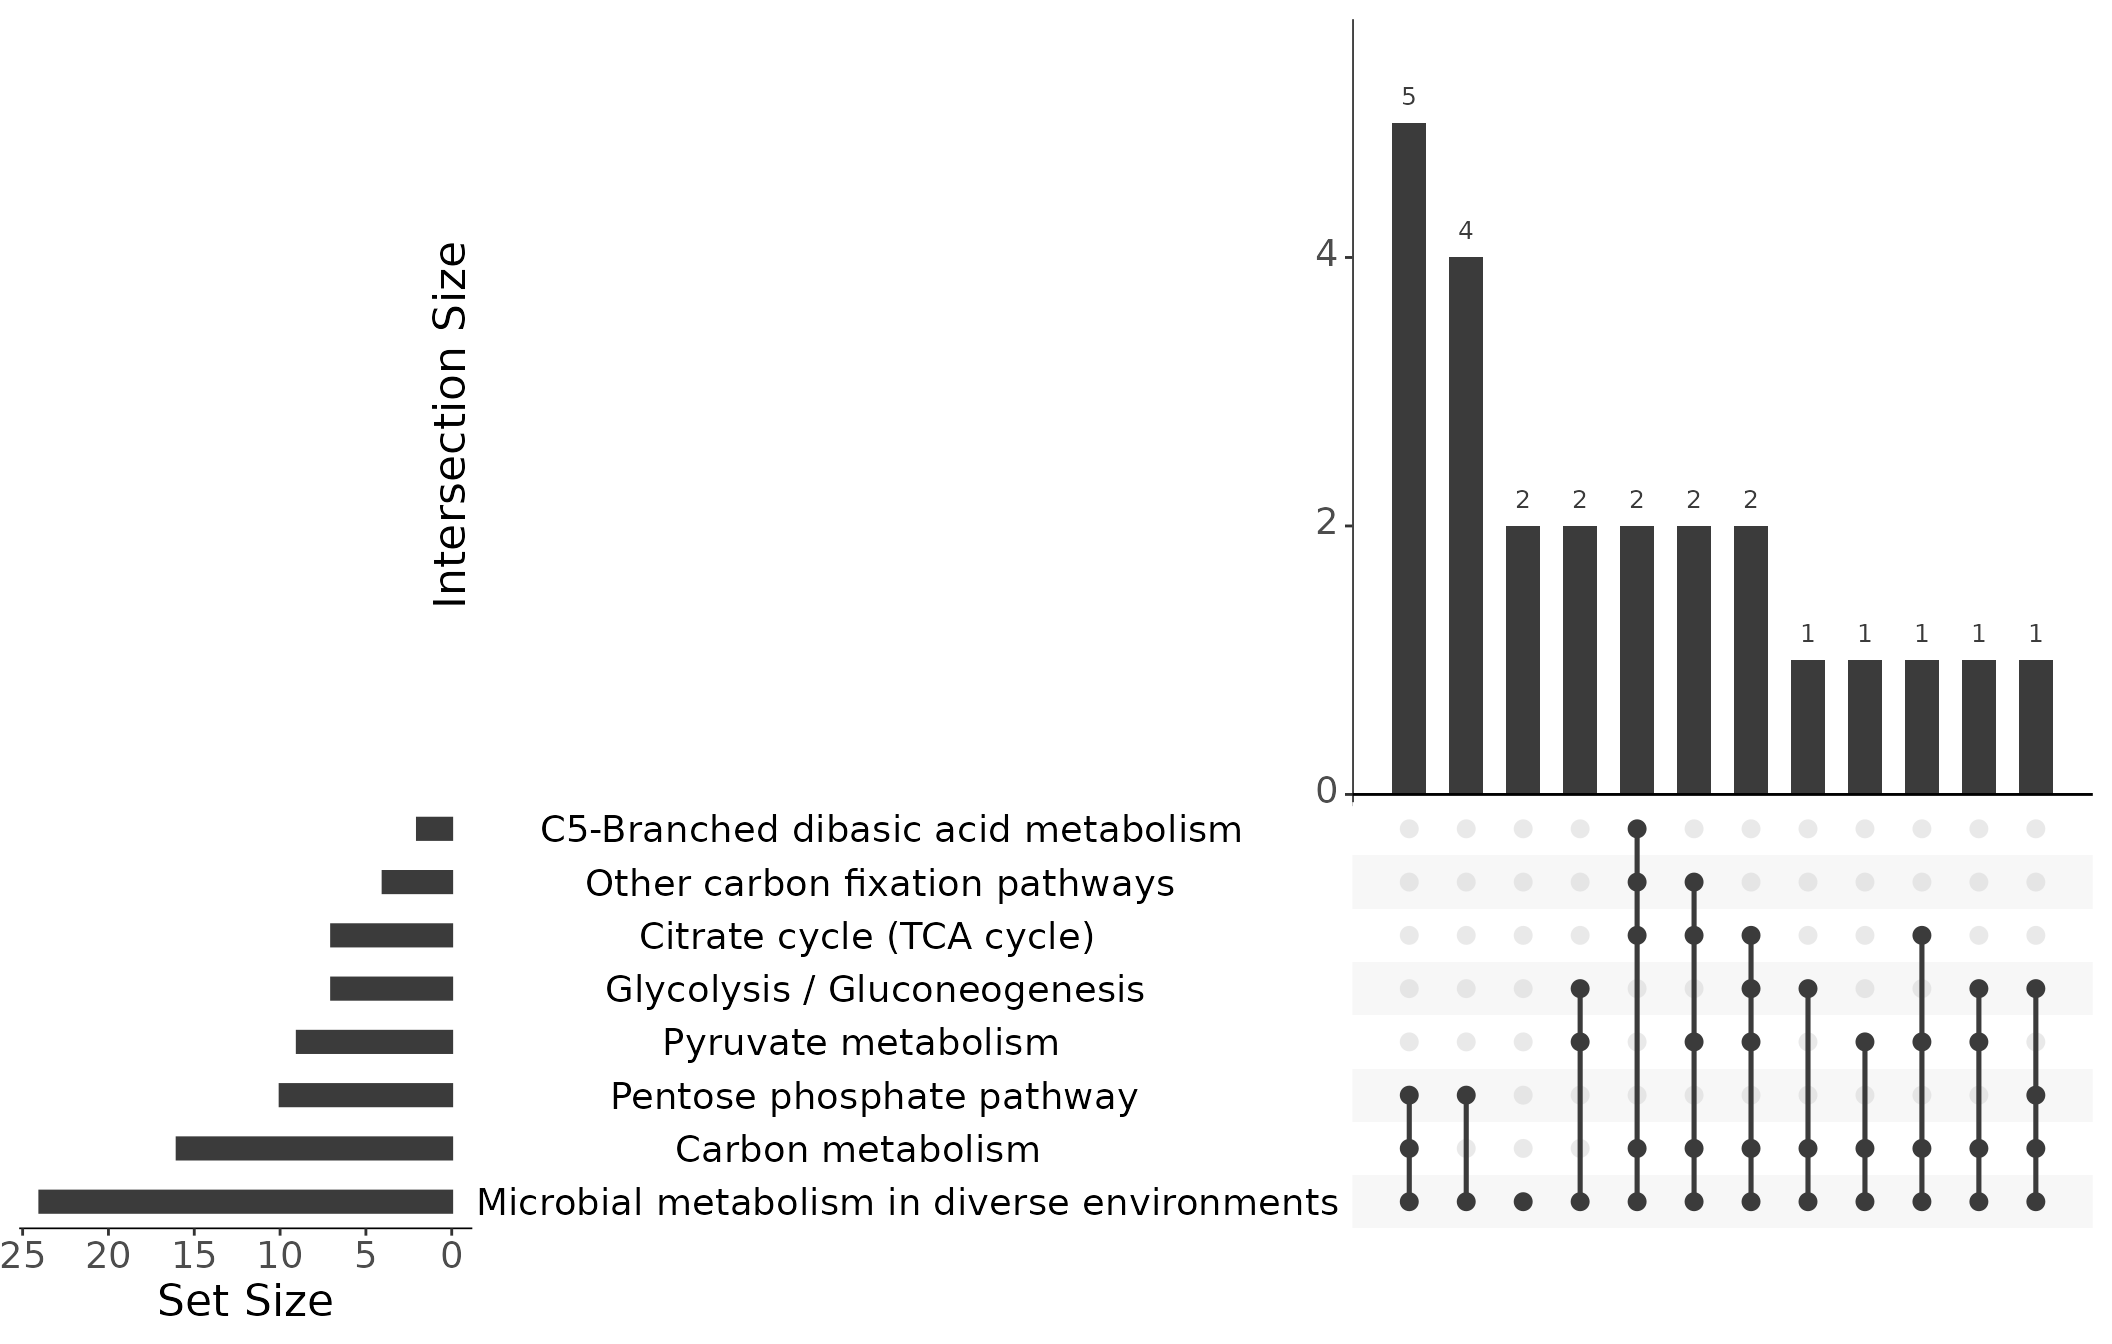 Intersection Size
4
2
0
5
4
2
2
2
2
2
1
1
1
1
1
C5-Branched dibasic acid metabolism
Other carbon fixation pathways
Citrate cycle (TCA cycle)
Glycolysis / Gluconeogenesis
Pyruvate metabolism
Pentose phosphate pathway
Carbon metabolism
Microbial metabolism in diverse environments
25 20 15 10 5 0
Set Size